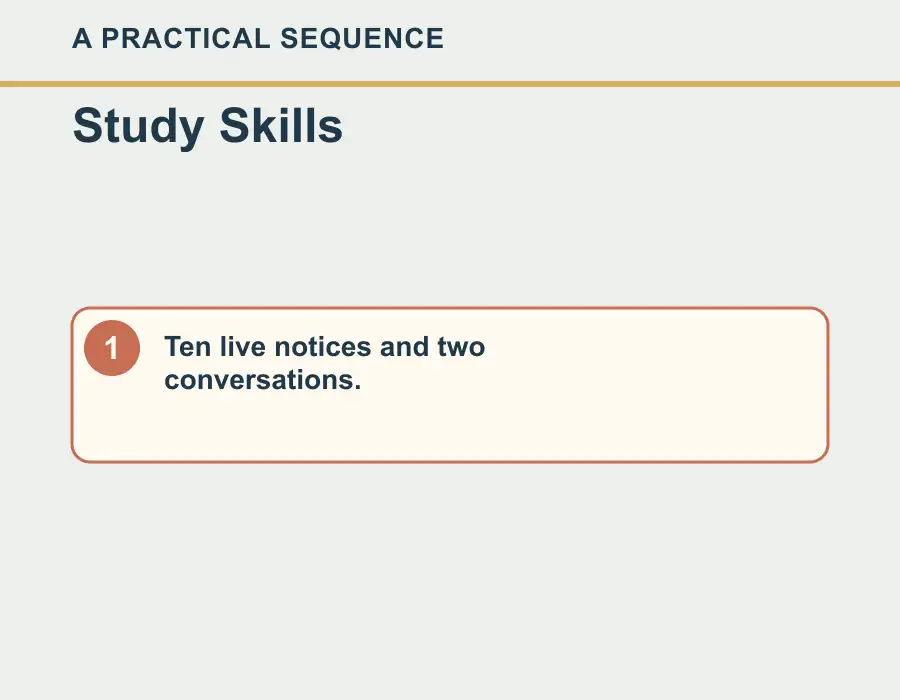 A PRACTICAL SEQUENCE
Study Skills
1
Ten live notices and two
conversations.